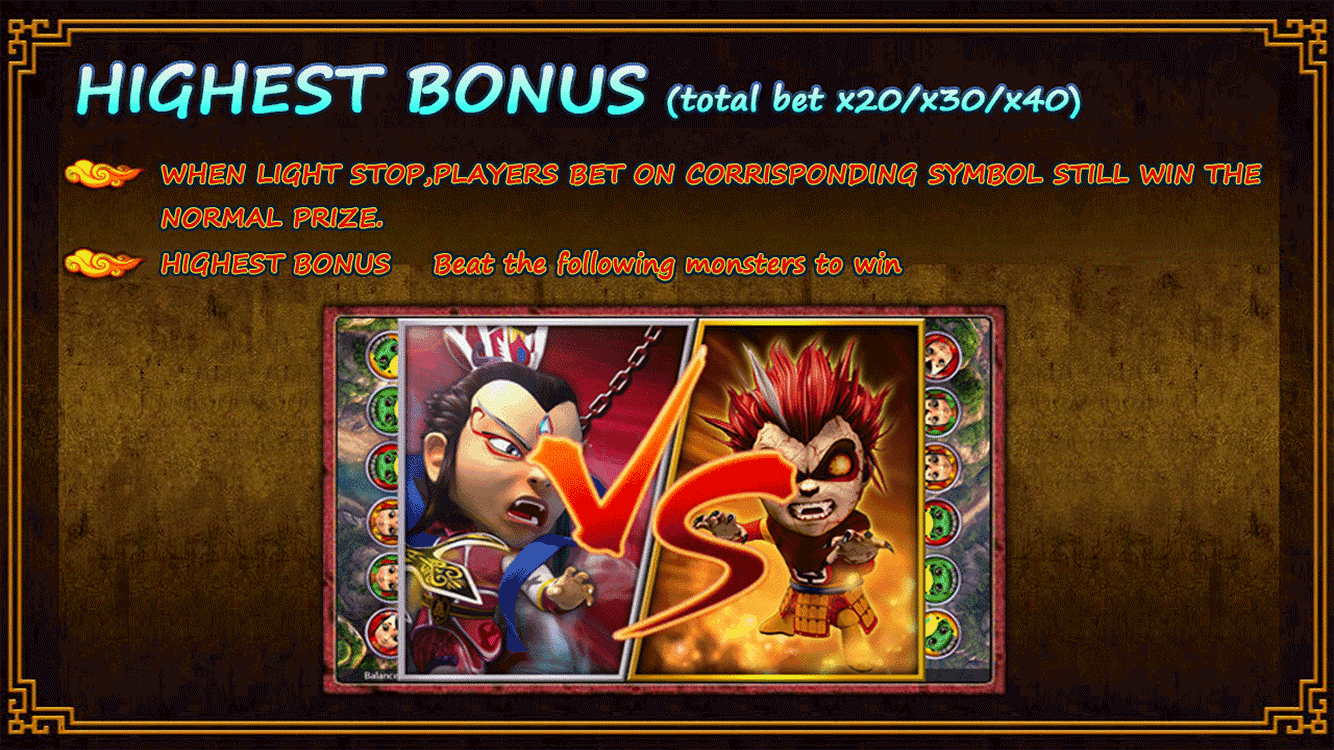 HIGHEST BONUS (total bet x20/x30/x40)
WHEN LIGHT STOP,PLAYERS BET ON CORRISPONDING SYMBOL STILL WIN THE
NORMAL PRIZE.
HIGHEST BONUS Beat the following monsters to win
VS
Balance